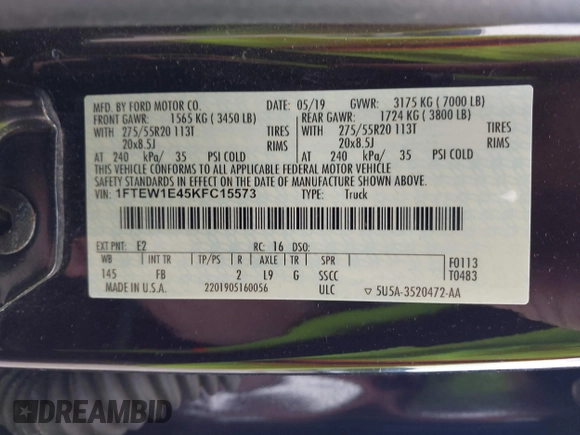 MFD. BY FORD MOTOR CO. DATE: 05/19 GVWR: 3175 KG ( 7000 LB)
FRONT GAWR: 1565 KG ( 3450 LB) REAR GAWR: 1724 KG ( 3800 LB)
WITH 275/55R20 113T TIRES WITH 275/55R20 113T TIRES
20x8.5J RIMS 20x8.5J RIMS
AT 240 kPa/ 35 PSI COLD AT 240 kPa/ 35 PSI COLD
THIS VEHICLE CONFORMS TO ALL APPLICABLE FEDERAL MOTOR VEHICLE
SAFETY STANDARDS IN EFFECT ON THE DATE OF MANUFACTURE SHOWN ABOVE.
VIN: 1FTEW1E45KFC15573 TYPE: Truck
EXT PNT: E2 RC: 16 DSO:
WB INT TR TP/PS R AXLE TR SPR F0113
145 FB 2 L9 G SSCC T0483
MADE IN U.S.A. 2201905160056 ULC 5U5A-3520472-AA
DREAMBID